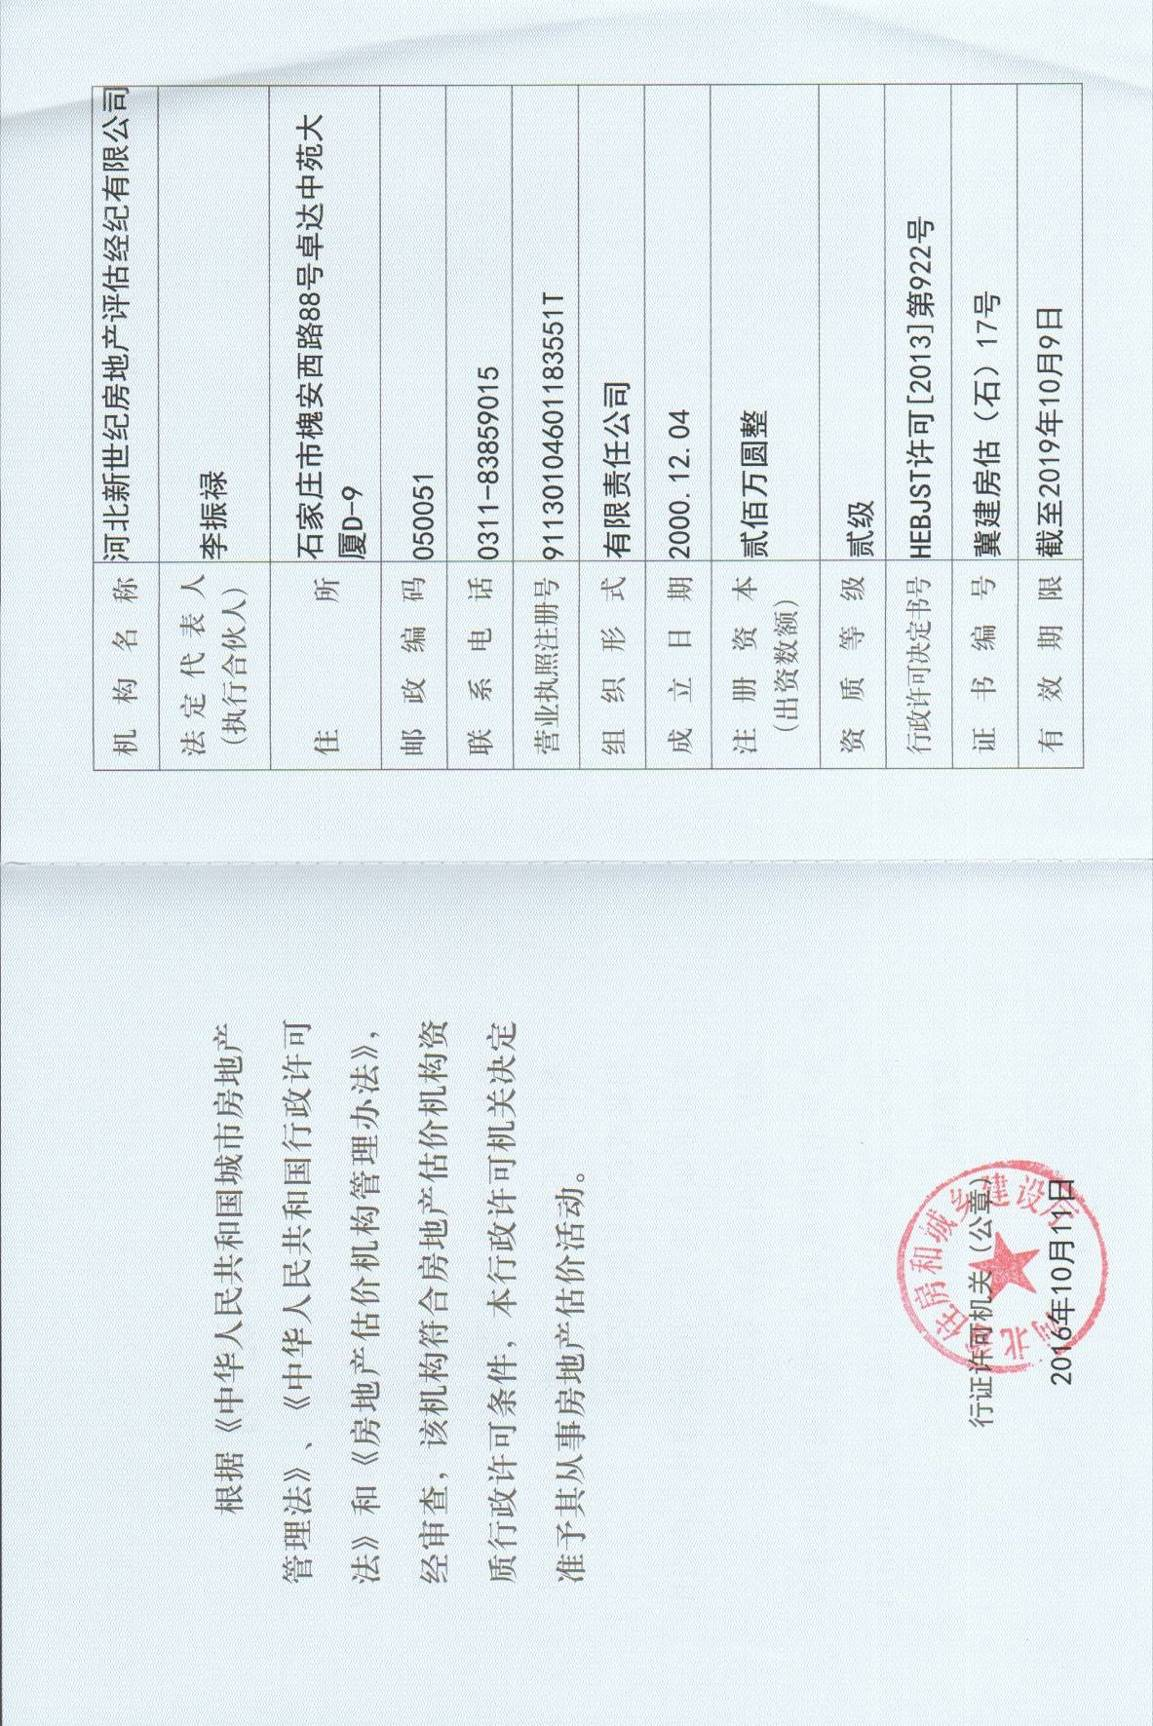 根据《中华人民共和国城市房地产
管理法》、《中华人民共和国行政许可
法》和《房地产估价机构管理办法》，
经审查，该机构符合房地产估价机构资
质行政许可条件，本行政许可机关决定
准予其从事房地产估价活动。
行证许可机关（公章）
2016年10月11日
河北省住房和城乡建设厅
机构名称 河北新世纪房地产评估经纪有限公司
法定代表人 李振禄
（执行合伙人）
住所 石家庄市槐安西路88号卓达中苑大
厦D-9
邮政编码 050051
联系电话 0311-83859015
营业执照注册号 91130104601183551T
组织形式 有限责任公司
成立日期 2000.12.04
注册资本 贰佰万圆整
（出资数额）
资质等级 贰级
行政许可决定书号 HEBJST许可[2013]第922号
证书编号 冀建房估（石）17号
有效期限 截至2019年10月9日